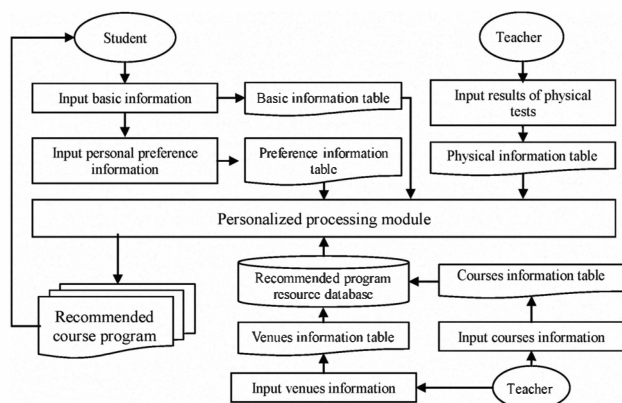 Student
Teacher
Input basic information
Basic information table
Input results of physical
tests
Input personal preference
information
Preference information
table
Physical information table
Personalized processing module
Recommended program
resource database
Courses information table
Recommended
course program
Venues information table
Input courses information
Input venues information
Teacher